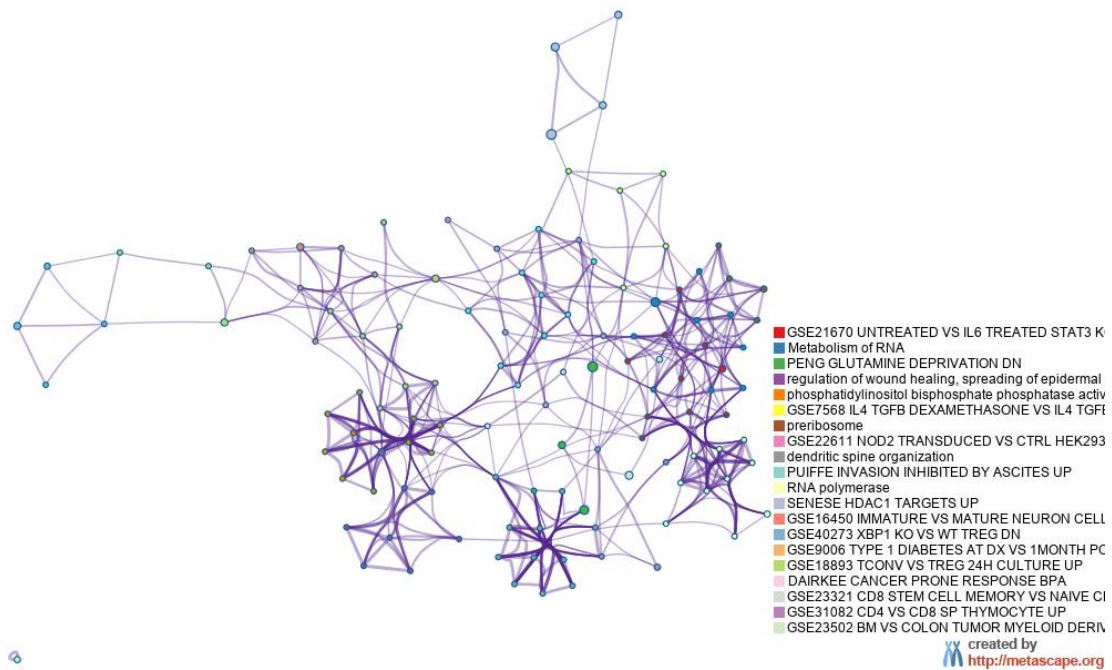 GSE21670 UNTREATED VS IL6 TREATED STAT3 K
Metabolism of RNA
PENG GLUTAMINE DEPRIVATION DN
regulation of wound healing, spreading of epidermal
phosphatidylinositol bisphosphate phosphatase activ
GSE7568 IL4 TGFB DEXAMETHASONE VS IL4 TGFB
preribosome
GSE22611 NOD2 TRANSDUCED VS CTRL HEK293
dendritic spine organization
PUIFFE INVASION INHIBITED BY ASCITES UP
RNA polymerase
SENESE HDAC1 TARGETS UP
GSE16450 IMMATURE VS MATURE NEURON CELL
GSE40273 XBP1 KO VS WT TREG DN
GSE9006 TYPE 1 DIABETES AT DX VS 1MONTH PO
GSE18893 TCONV VS TREG 24H CULTURE UP
DAIRKEE CANCER PRONE RESPONSE BPA
GSE23321 CD8 STEM CELL MEMORY VS NAIVE C
GSE31082 CD4 VS CD8 SP THYMOCYTE UP
GSE23502 BM VS COLON TUMOR MYELOID DERIV
created by
http://metascape.org